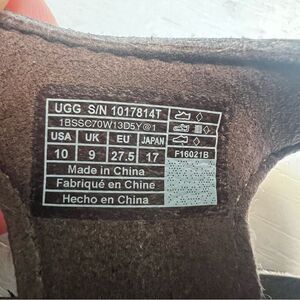 UGG S/N 1017814T
1BSSC70W13D5Y@1
USA UK EU JAPAN
10 9 27.5 17 F16021B
Made in China
Fabriqué en Chine
Hecho en China